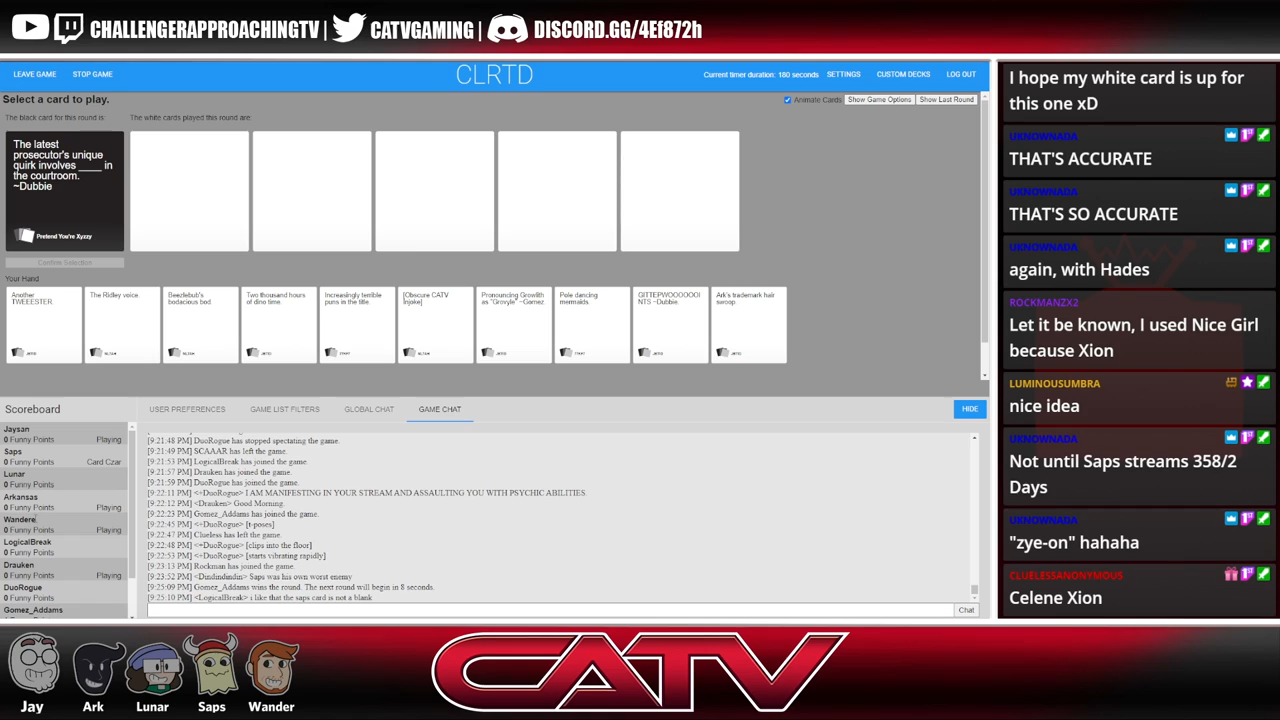 CHALLENGERAPPROACHINGTV | CATVGAMING | DISCORD.GG/4Ef872h
LEAVE GAME STOP GAME CLRTD Current timer duration: 180 seconds SETTINGS CUSTOM DECKS LOG OUT
Select a card to play. Animate Cards Show Game Options Show Last Round
The black card for this round is: The white cards played this round are:
The latest
prosecutor's unique
quirk involves ____ in
the courtroom.
~Dubbie
Pretend You're Xyzzy
Confirm Selection
Your Hand
Another
TWEEESTER.
The Ridley voice
Beezlebub's
bodacious bod
Two thousand hours
of dino time.
Increasingly terrible
puns in the title.
[Obscure CATV
Injoke]
Pronouncing Growlith
as "Grovyle" ~Gomez
Pole dancing
mermaids.
GITTEPWOOOOOOI
NTS ~Dubbie.
Ark's trademark hair
swoop
Scoreboard
Jaysan
0 Funny Points Playing
Saps
0 Funny Points Card Czar
Lunar
0 Funny Points Playing
Arkansas
0 Funny Points Playing
Wandere
0 Funny Points Playing
LogicalBreak
0 Funny Points Playing
Drauken
0 Funny Points Playing
DuoRogue
0 Funny Points Playing
Gomez_Addams
USER PREFERENCES GAME LIST FILTERS GLOBAL CHAT GAME CHAT HIDE
[9:21:48 PM] DuoRogue has stopped spectating the game.
[9:21:49 PM] SCAAAR has left the game.
[9:21:53 PM] LogicalBreak has joined the game.
[9:21:57 PM] Drauken has joined the game.
[9:21:59 PM] DuoRogue has joined the game.
[9:22:11 PM] <+DuoRogue> I AM MANIFESTING IN YOUR STREAM AND ASSAULTING YOU WITH PSYCHIC ABILITIES.
[9:22:12 PM] <Drauken> Good Morning.
[9:22:23 PM] Gomez_Addams has joined the game.
[9:22:45 PM] <+DuoRogue> [t-poses]
[9:22:47 PM] Clueless has left the game.
[9:22:48 PM] <+DuoRogue> [clips into the floor]
[9:22:53 PM] <+DuoRogue> [starts vibrating rapidly]
[9:23:13 PM] Rockman has joined the game.
[9:23:52 PM] <Dindindindin> Saps was his own worst enemy
[9:25:09 PM] Gomez_Addams wins the round. The next round will begin in 8 seconds.
[9:25:10 PM] <LogicalBreak> i like that the saps card is not a blank
Chat
I hope my white card is up for
this one xD
UKNOWNADA
THAT'S ACCURATE
UKNOWNADA
THAT'S SO ACCURATE
UKNOWNADA
again, with Hades
ROCKMANZX2
Let it be known, I used Nice Girl
because Xion
LUMINOUSUMBRA
nice idea
UKNOWNADA
Not until Saps streams 358/2
Days
UKNOWNADA
"zye-on" hahaha
CLUELESSANONYMOUS
Celene Xion
Jay Ark Lunar Saps Wander
CATV